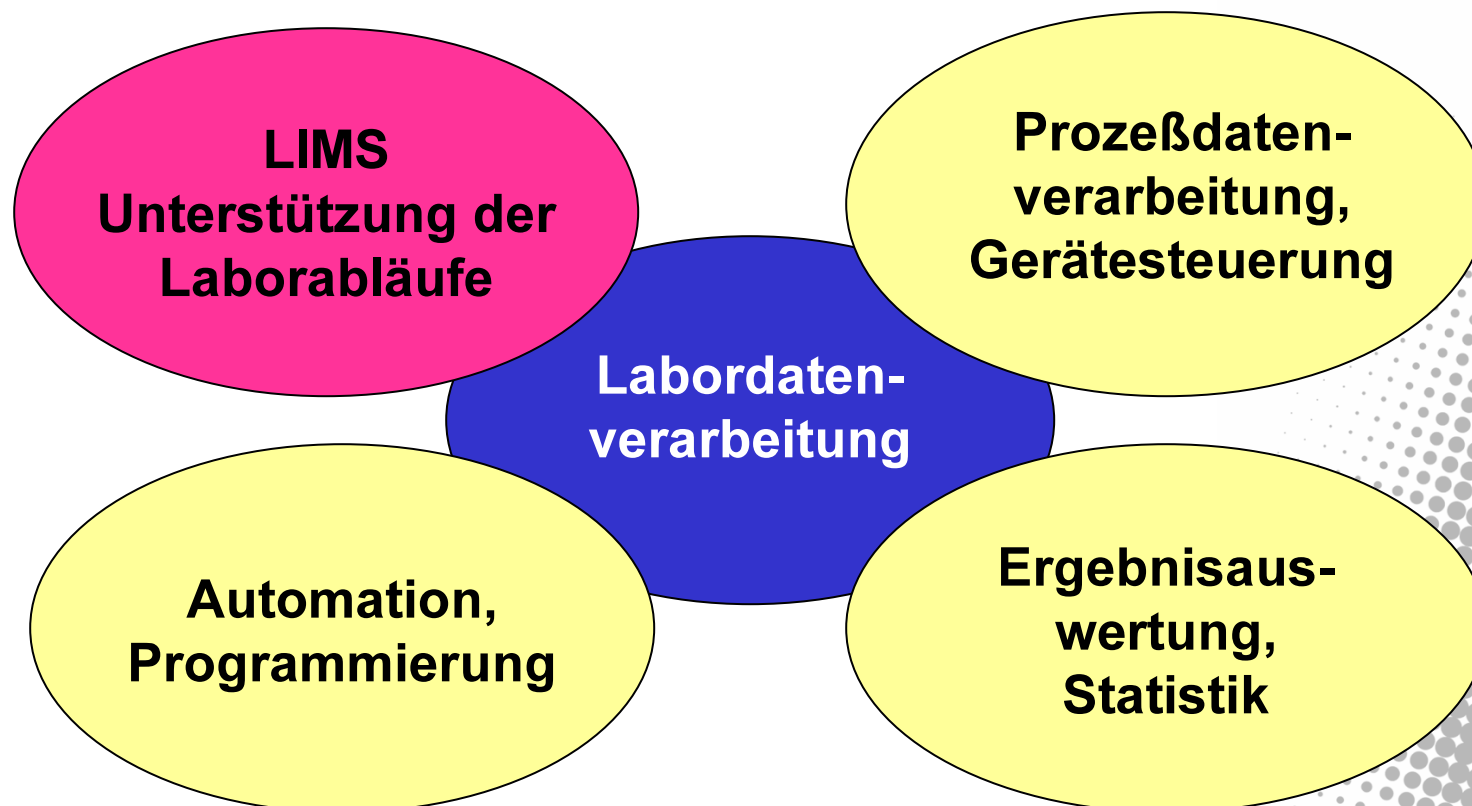 LIMS
Unterstützung der
Laborabläufe
Prozeßdaten-
verarbeitung,
Gerätesteuerung
Labordaten-
verarbeitung
Automation,
Programmierung
Ergebnisaus-
wertung,
Statistik